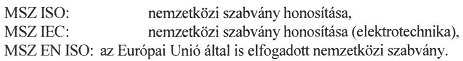 MSZ ISO: nemzetközi szabvány honosítása,
MSZ IEC: nemzetközi szabvány honosítása (elektrotechnika),
MSZ EN ISO: az Európai Unió által is elfogadott nemzetközi szabvány.